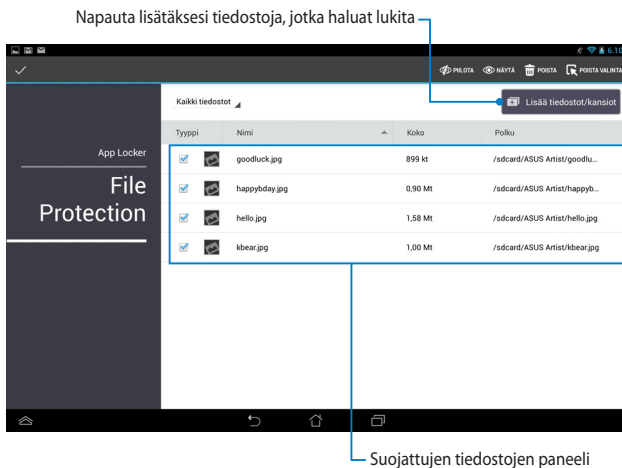 Napauta lisätäksesi tiedostoja, jotka haluat lukita
6.10
PIILOTA NÄYTÄ POISTA POISTA VALINTA
Kaikki tiedostot
Lisää tiedostot/kansiot
Tyyppi Nimi Koko Polku
App Locker
File
Protection
goodluck.jpg 899 kt /sdcard/ASUS Artist/goodlu...
happybday.jpg 0,90 Mt /sdcard/ASUS Artist/happyb...
hello.jpg 1,58 Mt /sdcard/ASUS Artist/hello.jpg
kbear.jpg 1,00 Mt /sdcard/ASUS Artist/kbear.jpg
Suojattujen tiedostojen paneeli